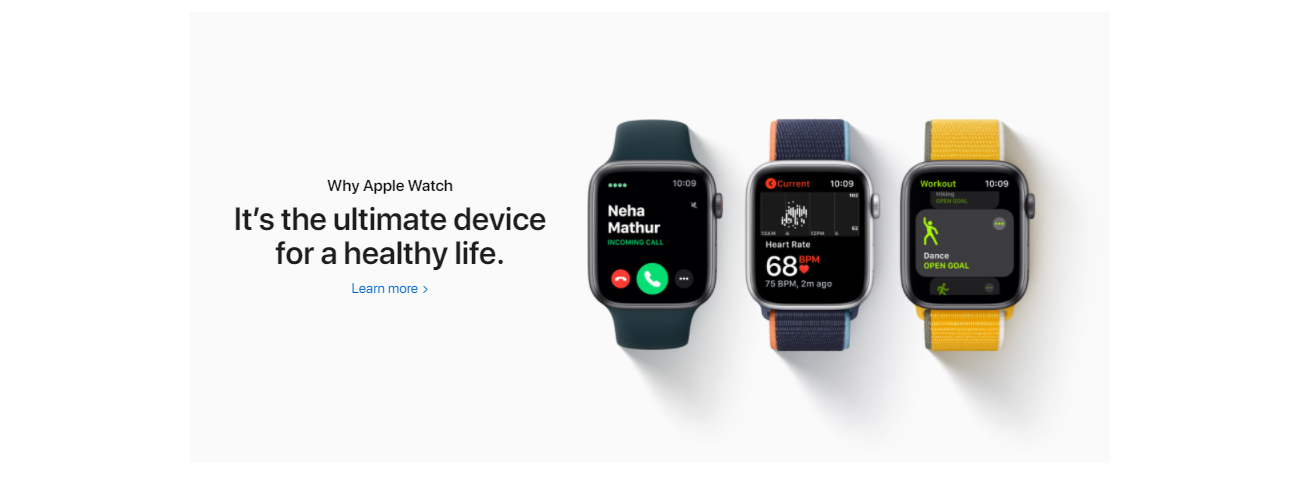 Why Apple Watch
It’s the ultimate device
for a healthy life.
Learn more >
10:09
Neha
Mathur
INCOMING CALL
Current 10:09
102
52
12AM 6 12PM 6
Heart Rate
68 BPM
75 BPM, 2m ago
Workout 10:09
Hiking
OPEN GOAL
Dance
OPEN GOAL